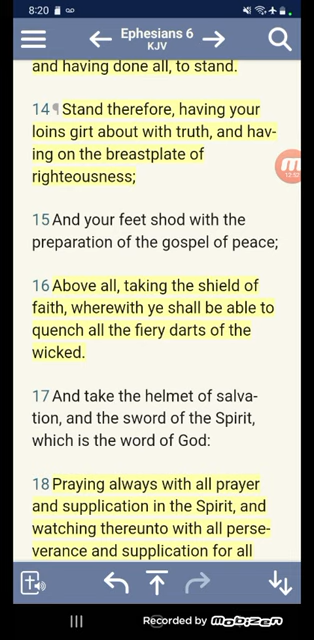 8:20
Ephesians 6
KJV
and having done all, to stand.
14 ¶ Stand therefore, having your
loins girt about with truth, and hav-
ing on the breastplate of
righteousness;
15 And your feet shod with the
preparation of the gospel of peace;
16 Above all, taking the shield of
faith, wherewith ye shall be able to
quench all the fiery darts of the
wicked.
17 And take the helmet of salva-
tion, and the sword of the Spirit,
which is the word of God:
18 Praying always with all prayer
and supplication in the Spirit, and
watching thereunto with all perse-
verance and supplication for all
Recorded by mobizen